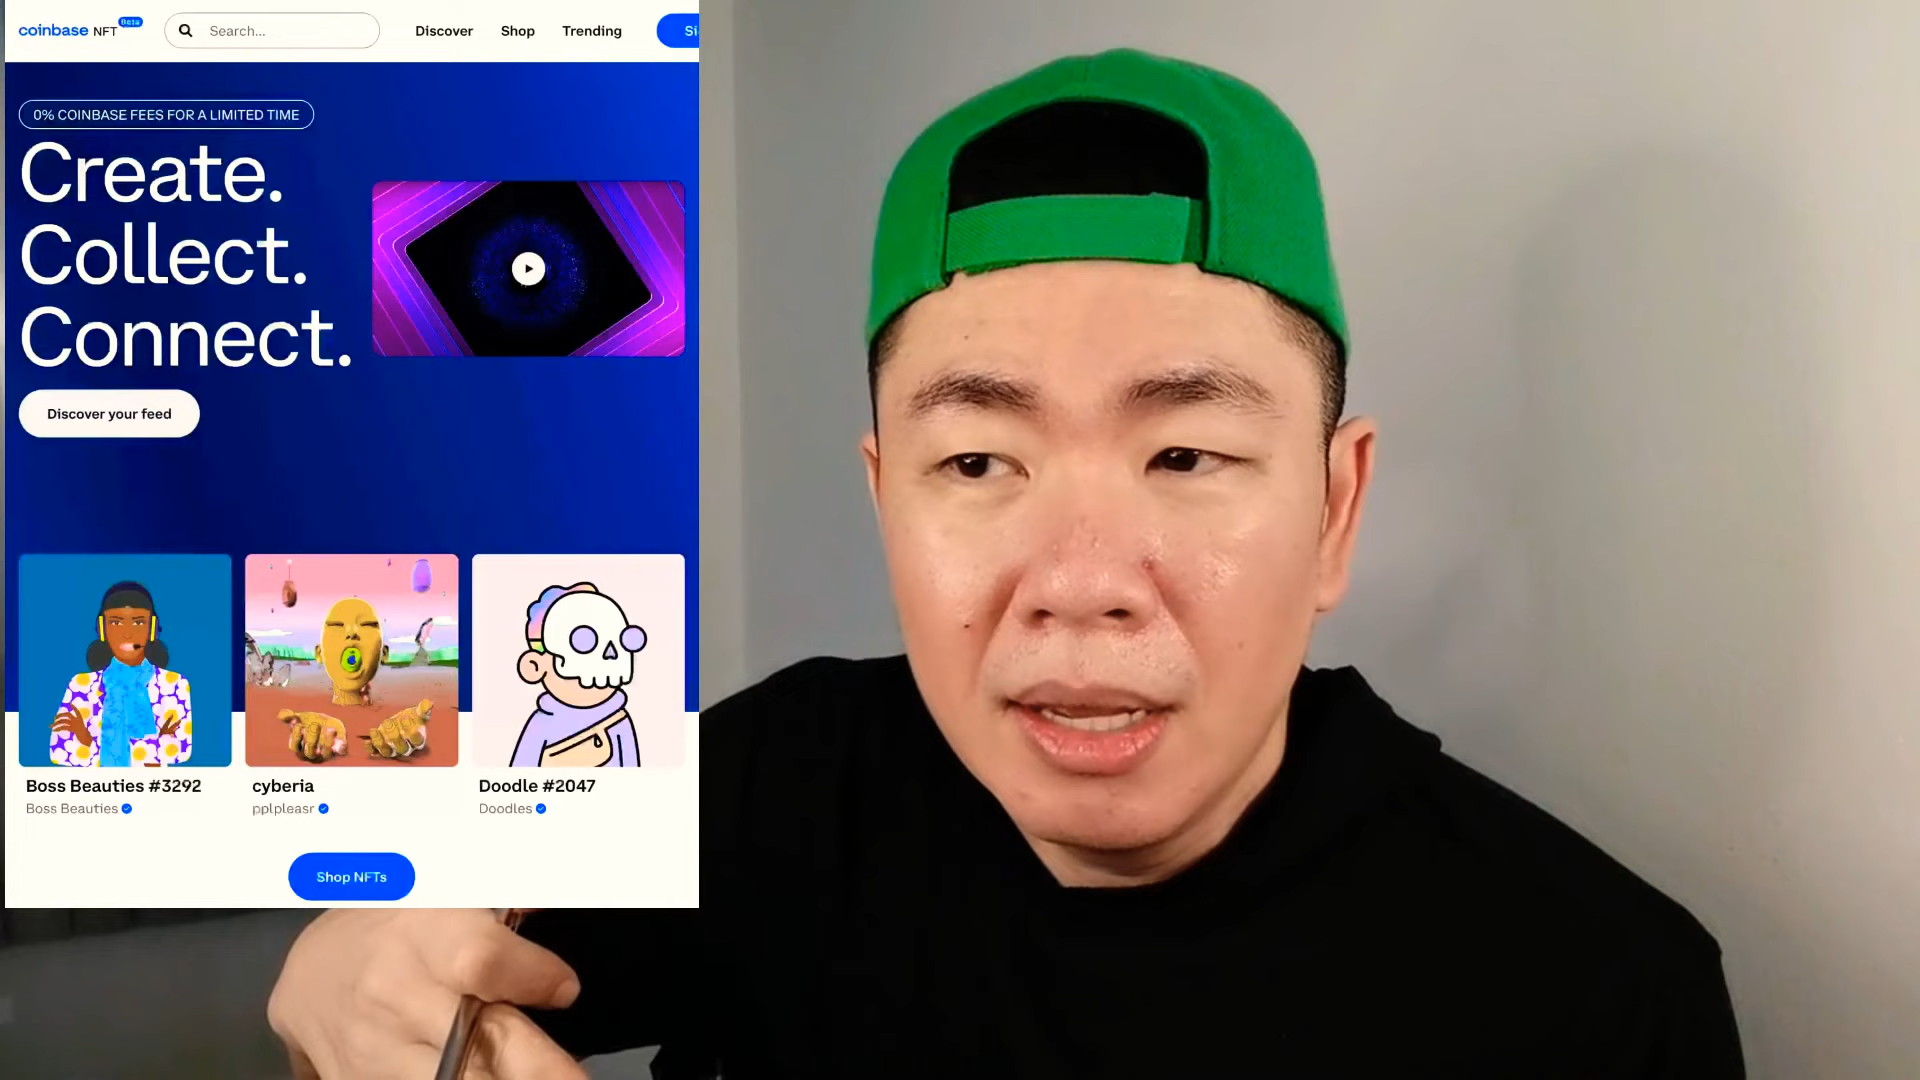 coinbase NFT Beta
Search...
Discover
Shop
Trending
Si
0% COINBASE FEES FOR A LIMITED TIME
Create.
Collect.
Connect.
Discover your feed
Boss Beauties #3292
Boss Beauties
cyberia
pplpleasr
Doodle #2047
Doodles
Shop NFTs